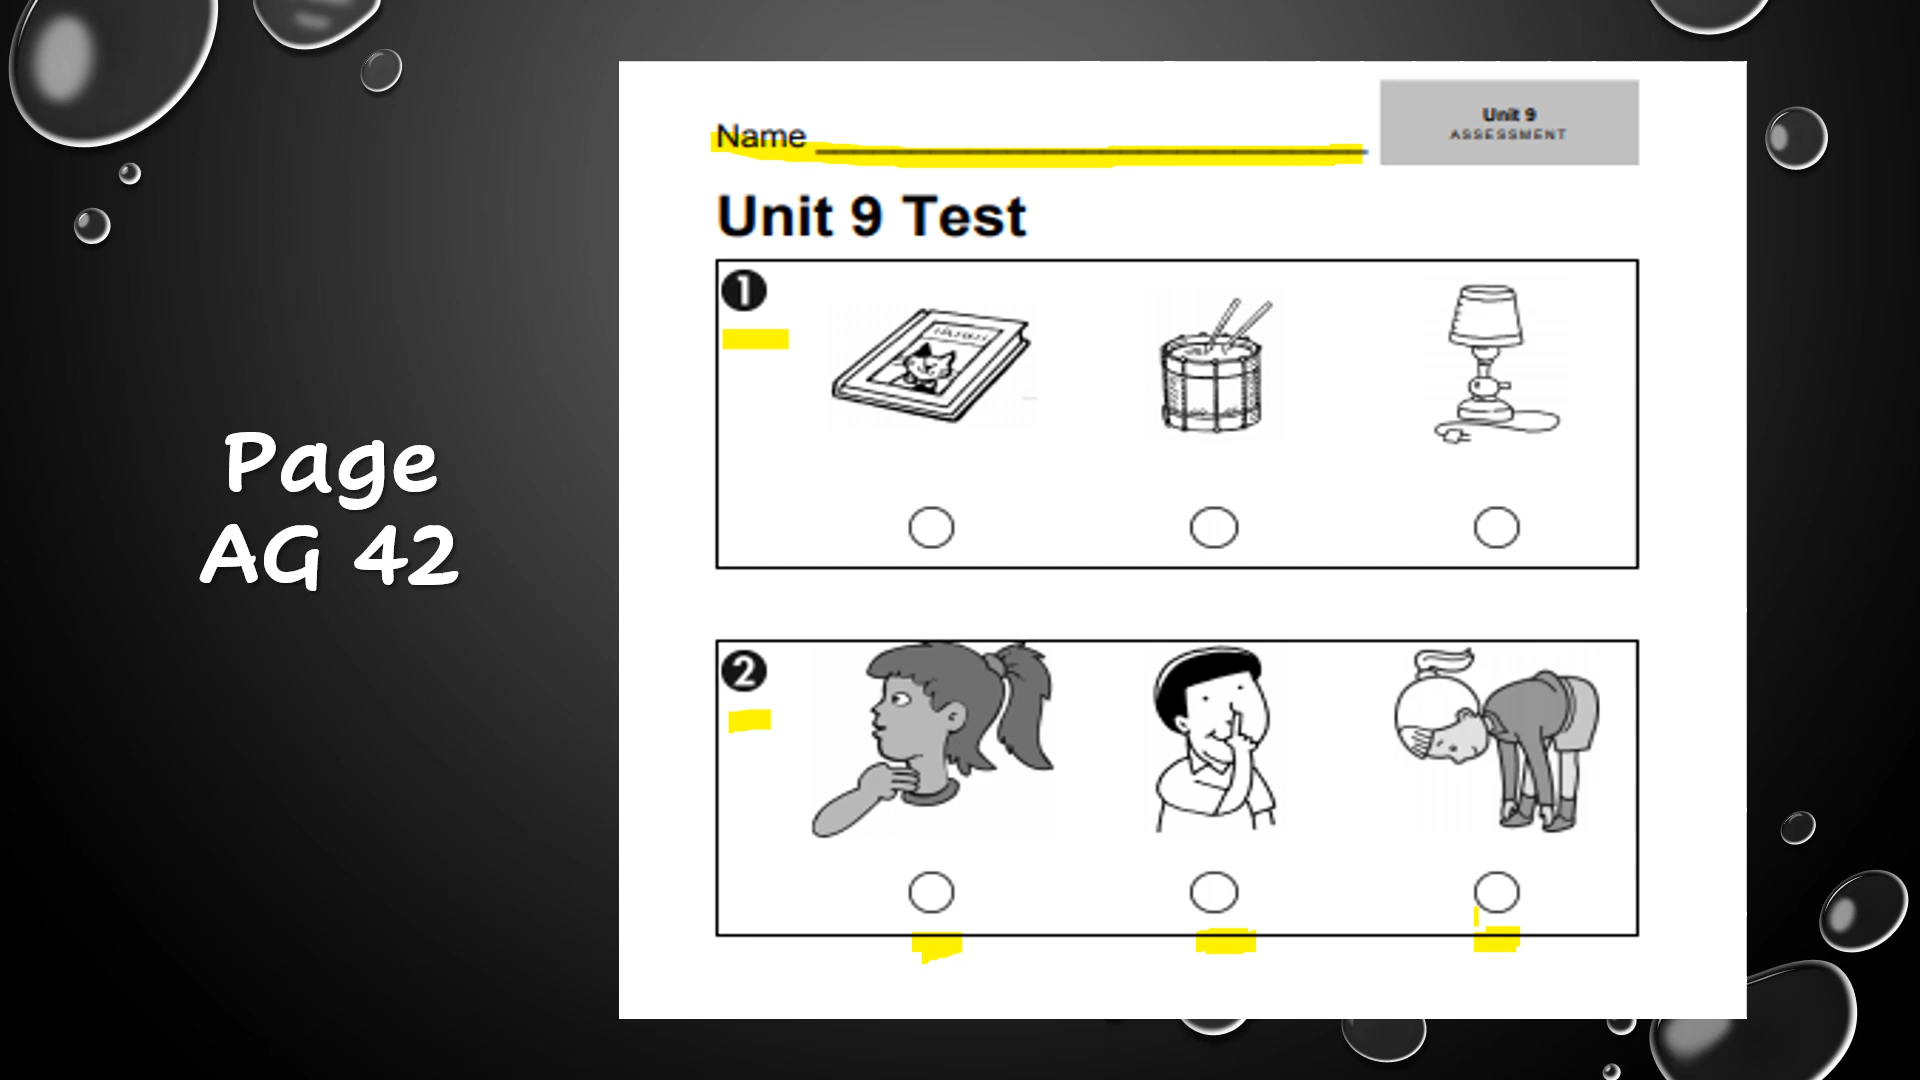 Page
AG 42
Name
Unit 9
ASSESSMENT
Unit 9 Test
1
2